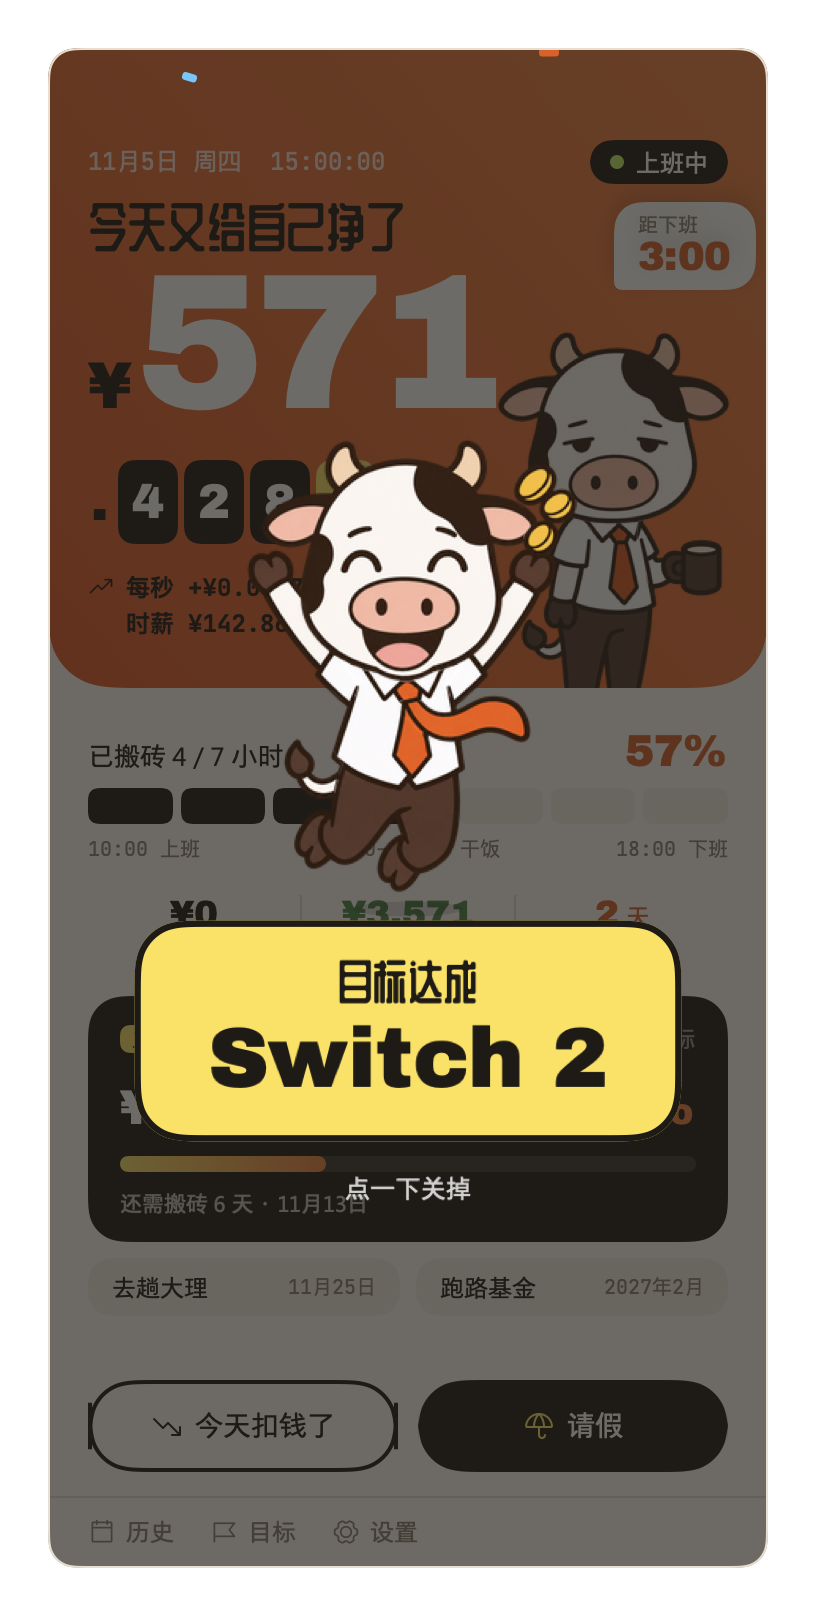 11月5日 周四 15:00:00
上班中
今天又给自己挣了
距下班
3:00
¥571
.428
每秒 +¥0.0
时薪 ¥142.8
已搬砖 4 / 7 小时
57%
10:00 上班
干饭
18:00 下班
¥0
¥3,571
2 天
目标达成
Switch 2
点一下关掉
还需搬砖 6 天 · 11月13日
去趟大理 11月25日
跑路基金 2027年2月
今天扣钱了
请假
历史
目标
设置